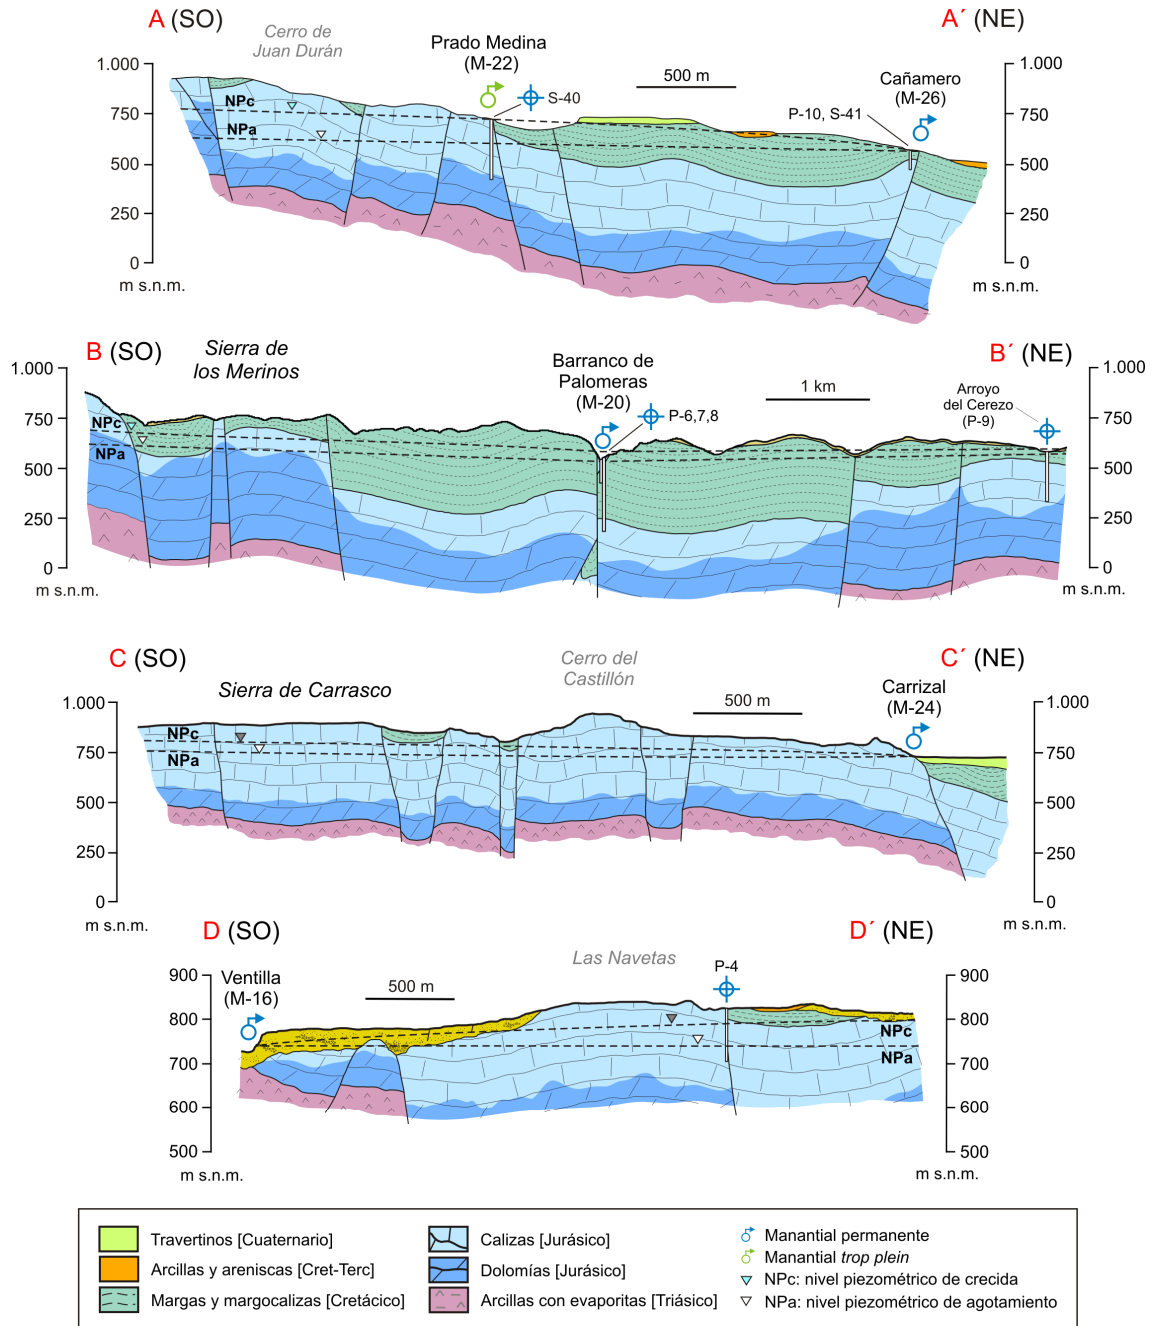 A (SO)
A´ (NE)
Cerro de
Juan Durán
Prado Medina
(M-22)
Cañamero
(M-26)
500 m
S-40
P-10, S-41
1.000
750
500
250
0
m s.n.m.
NPc
NPa
1.000
750
500
250
0
m s.n.m.
B (SO)
B´ (NE)
Sierra de
los Merinos
Barranco de
Palomeras
(M-20)
P-6,7,8
1 km
Arroyo
del Cerezo
(P-9)
1.000
750
500
250
0
m s.n.m.
NPc
NPa
1.000
750
500
250
0
m s.n.m.
C (SO)
C´ (NE)
Sierra de Carrasco
Cerro del
Castillón
500 m
Carrizal
(M-24)
1.000
750
500
250
0
m s.n.m.
NPc
NPa
1.000
750
500
250
0
m s.n.m.
D (SO)
D´ (NE)
Ventilla
(M-16)
500 m
Las Navetas
P-4
900
800
700
600
500
m s.n.m.
NPc
NPa
900
800
700
600
500
m s.n.m.
Travertinos [Cuaternario]
Arcillas y areniscas [Cret-Terc]
Margas y margocalizas [Cretácico]
Calizas [Jurásico]
Dolomías [Jurásico]
Arcillas con evaporitas [Triásico]
Manantial permanente
Manantial trop plein
NPc: nivel piezométrico de crecida
NPa: nivel piezométrico de agotamiento